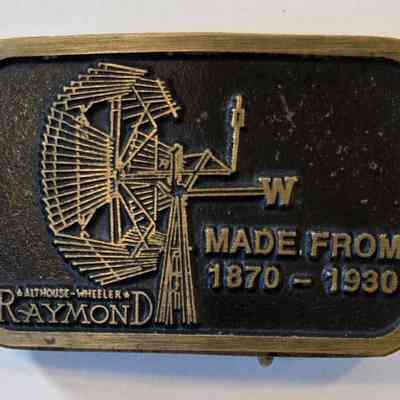 W
MADE FROM
1870 - 1930
ALTHOUSE-WHEELER
RAYMOND